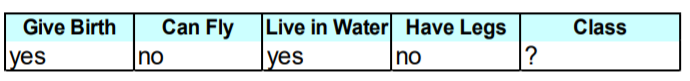 Give Birth Can Fly Live in Water Have Legs Class
yes no yes no ?